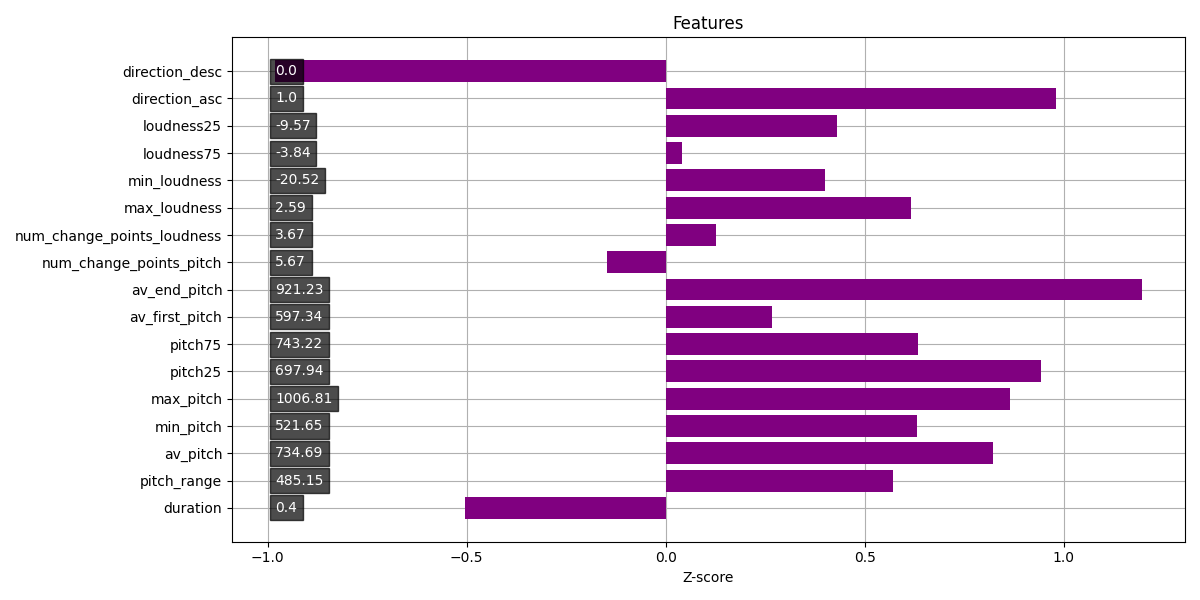 Features
direction_desc 0.0
direction_asc 1.0
loudness25 -9.57
loudness75 -3.84
min_loudness -20.52
max_loudness 2.59
num_change_points_loudness 3.67
num_change_points_pitch 5.67
av_end_pitch 921.23
av_first_pitch 597.34
pitch75 743.22
pitch25 697.94
max_pitch 1006.81
min_pitch 521.65
av_pitch 734.69
pitch_range 485.15
duration 0.4
−1.0 −0.5 0.0 0.5 1.0
Z-score